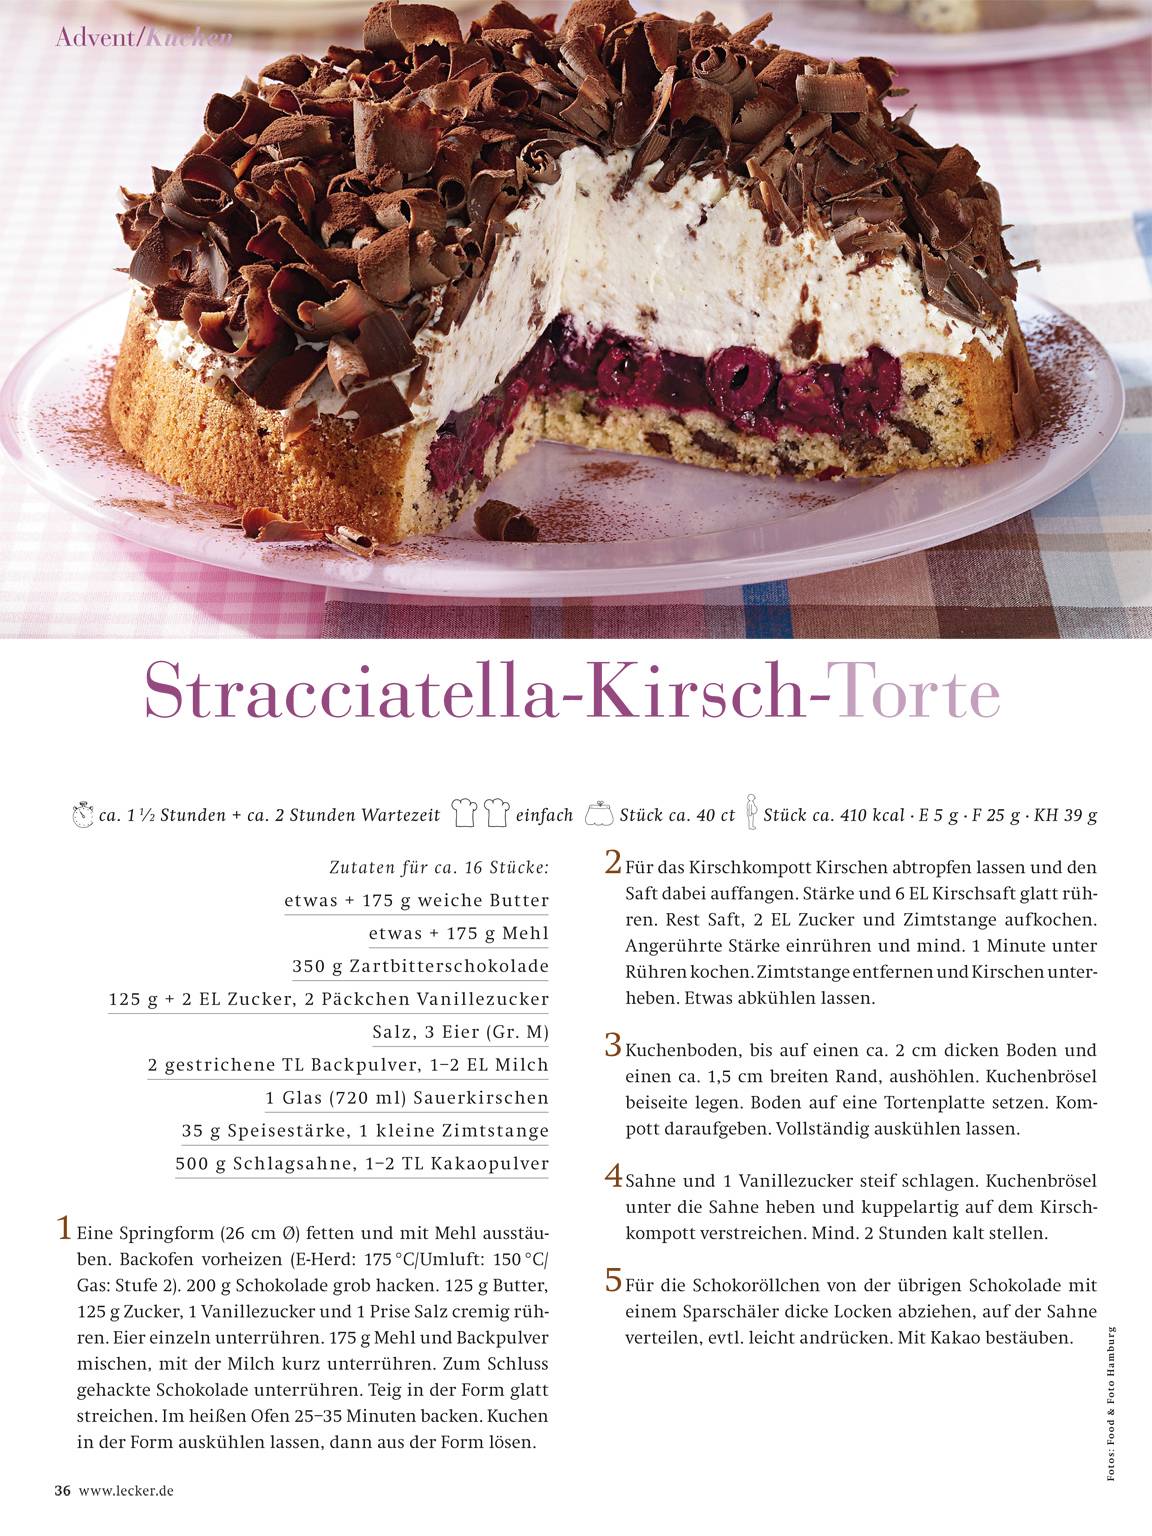 Advent/Kuchen
Stracciatella-Kirsch-Torte
ca. 1 ½ Stunden + ca. 2 Stunden Wartezeit einfach Stück ca. 40 ct Stück ca. 410 kcal · E 5 g · F 25 g · KH 39 g
Zutaten für ca. 16 Stücke:
etwas + 175 g weiche Butter
etwas + 175 g Mehl
350 g Zartbitterschokolade
125 g + 2 EL Zucker, 2 Päckchen Vanillezucker
Salz, 3 Eier (Gr. M)
2 gestrichene TL Backpulver, 1–2 EL Milch
1 Glas (720 ml) Sauerkirschen
35 g Speisestärke, 1 kleine Zimtstange
500 g Schlagsahne, 1–2 TL Kakaopulver
1 Eine Springform (26 cm Ø) fetten und mit Mehl ausstäu-
ben. Backofen vorheizen (E-Herd: 175 °C/Umluft: 150 °C/
Gas: Stufe 2). 200 g Schokolade grob hacken. 125 g Butter,
125 g Zucker, 1 Vanillezucker und 1 Prise Salz cremig rüh-
ren. Eier einzeln unterrühren. 175 g Mehl und Backpulver
mischen, mit der Milch kurz unterrühren. Zum Schluss
gehackte Schokolade unterrühren. Teig in der Form glatt
streichen. Im heißen Ofen 25–35 Minuten backen. Kuchen
in der Form auskühlen lassen, dann aus der Form lösen.
2 Für das Kirschkompott Kirschen abtropfen lassen und den
Saft dabei auffangen. Stärke und 6 EL Kirschsaft glatt rüh-
ren. Rest Saft, 2 EL Zucker und Zimtstange aufkochen.
Angerührte Stärke einrühren und mind. 1 Minute unter
Rühren kochen. Zimtstange entfernen und Kirschen unter-
heben. Etwas abkühlen lassen.
3 Kuchenboden, bis auf einen ca. 2 cm dicken Boden und
einen ca. 1,5 cm breiten Rand, aushöhlen. Kuchenbrösel
beiseite legen. Boden auf eine Tortenplatte setzen. Kom-
pott daraufgeben. Vollständig auskühlen lassen.
4 Sahne und 1 Vanillezucker steif schlagen. Kuchenbrösel
unter die Sahne heben und kuppelartig auf dem Kirsch-
kompott verstreichen. Mind. 2 Stunden kalt stellen.
5 Für die Schokoröllchen von der übrigen Schokolade mit
einem Sparschäler dicke Locken abziehen, auf der Sahne
verteilen, evtl. leicht andrücken. Mit Kakao bestäuben.
Fotos: Food & Foto Hamburg
36 www.lecker.de